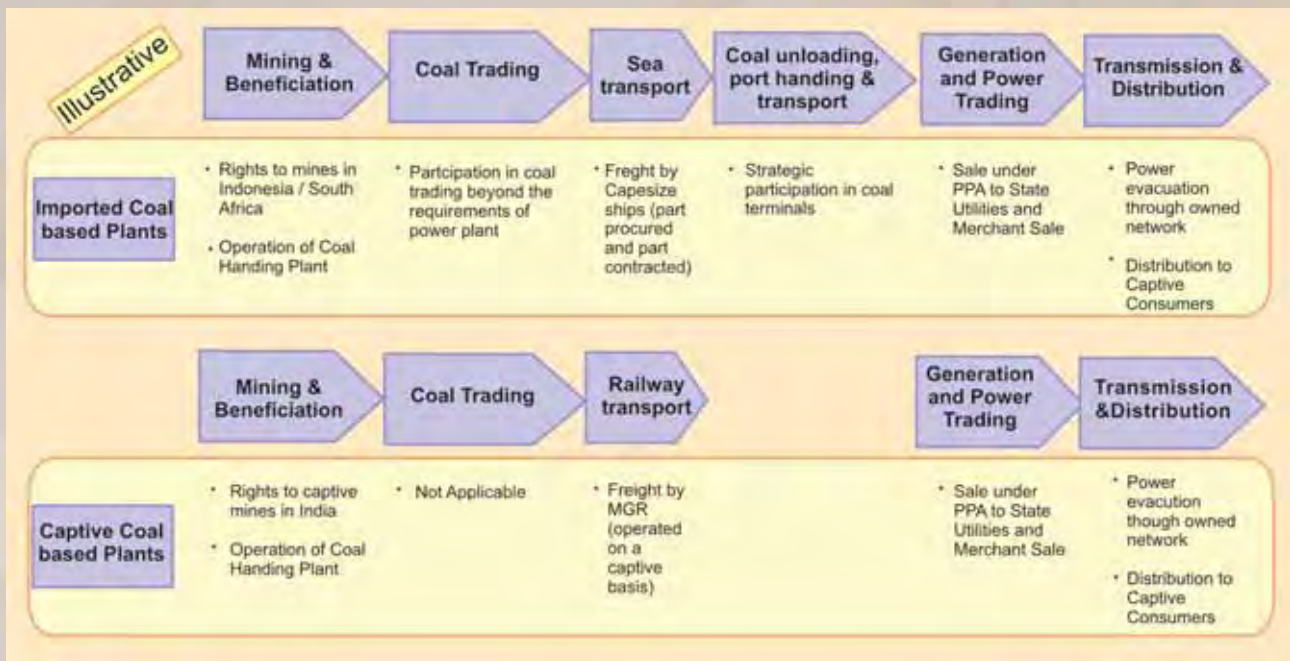 Illustrative
Mining &
Beneficiation
Coal Trading
Sea
transport
Coal unloading,
port handing &
transport
Generation
and Power
Trading
Transmission &
Distribution
Imported Coal
based Plants
• Rights to mines in
Indonesia / South
Africa
• Operation of Coal
Handing Plant
• Partcipation in coal
trading beyond the
requirements of
power plant
• Freght by
Capesize
ships (part
procured and
part
contracted)
• Strategic
participation in coal
terminals
• Sale under
PPA to State
Utilities and
Merchant Sale
• Power
evacuation
through owned
network
• Distribution to
Captive
Consumers
Mining &
Beneficiation
Coal Trading
Railway
transport
Generation
and Power
Trading
Transmission
&Distribution
Captive Coal
based Plants
• Rights to captive
mines in India
• Operation of Coal
Handing Plant
• Not Applicable
• Freight by
MGR
(operated
on a
captive
basis)
• Sale under
PPA to State
Utilities and
Merchant Sale
• Power
evacuation
though owned
network
• Distribution to
Captive
Consumers